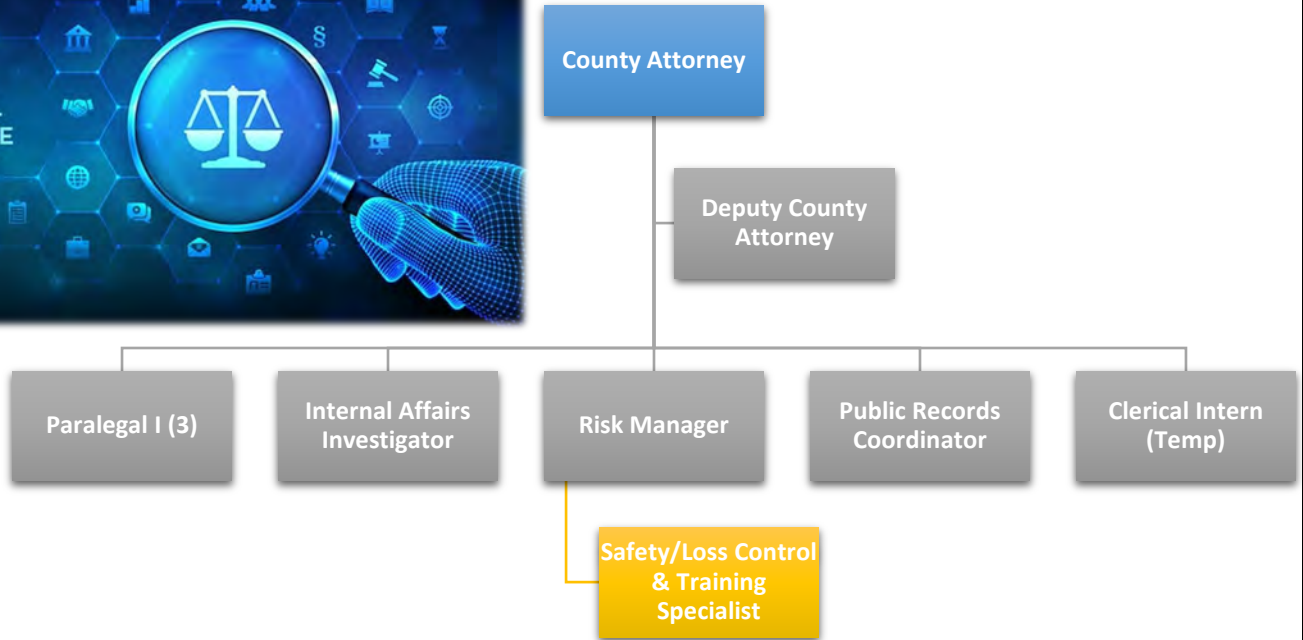 County Attorney
Deputy County
Attorney
Paralegal I (3)
Internal Affairs
Investigator
Risk Manager
Public Records
Coordinator
Clerical Intern
(Temp)
Safety/Loss Control
& Training
Specialist